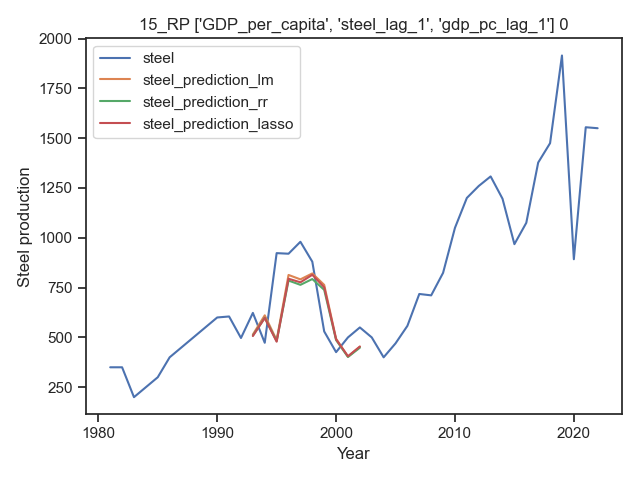 15_RP ['GDP_per_capita', 'steel_lag_1', 'gdp_pc_lag_1'] 0
steel
steel_prediction_lm
steel_prediction_rr
steel_prediction_lasso
Steel production
2000
1750
1500
1250
1000
750
500
250
1980
1990
2000
2010
2020
Year